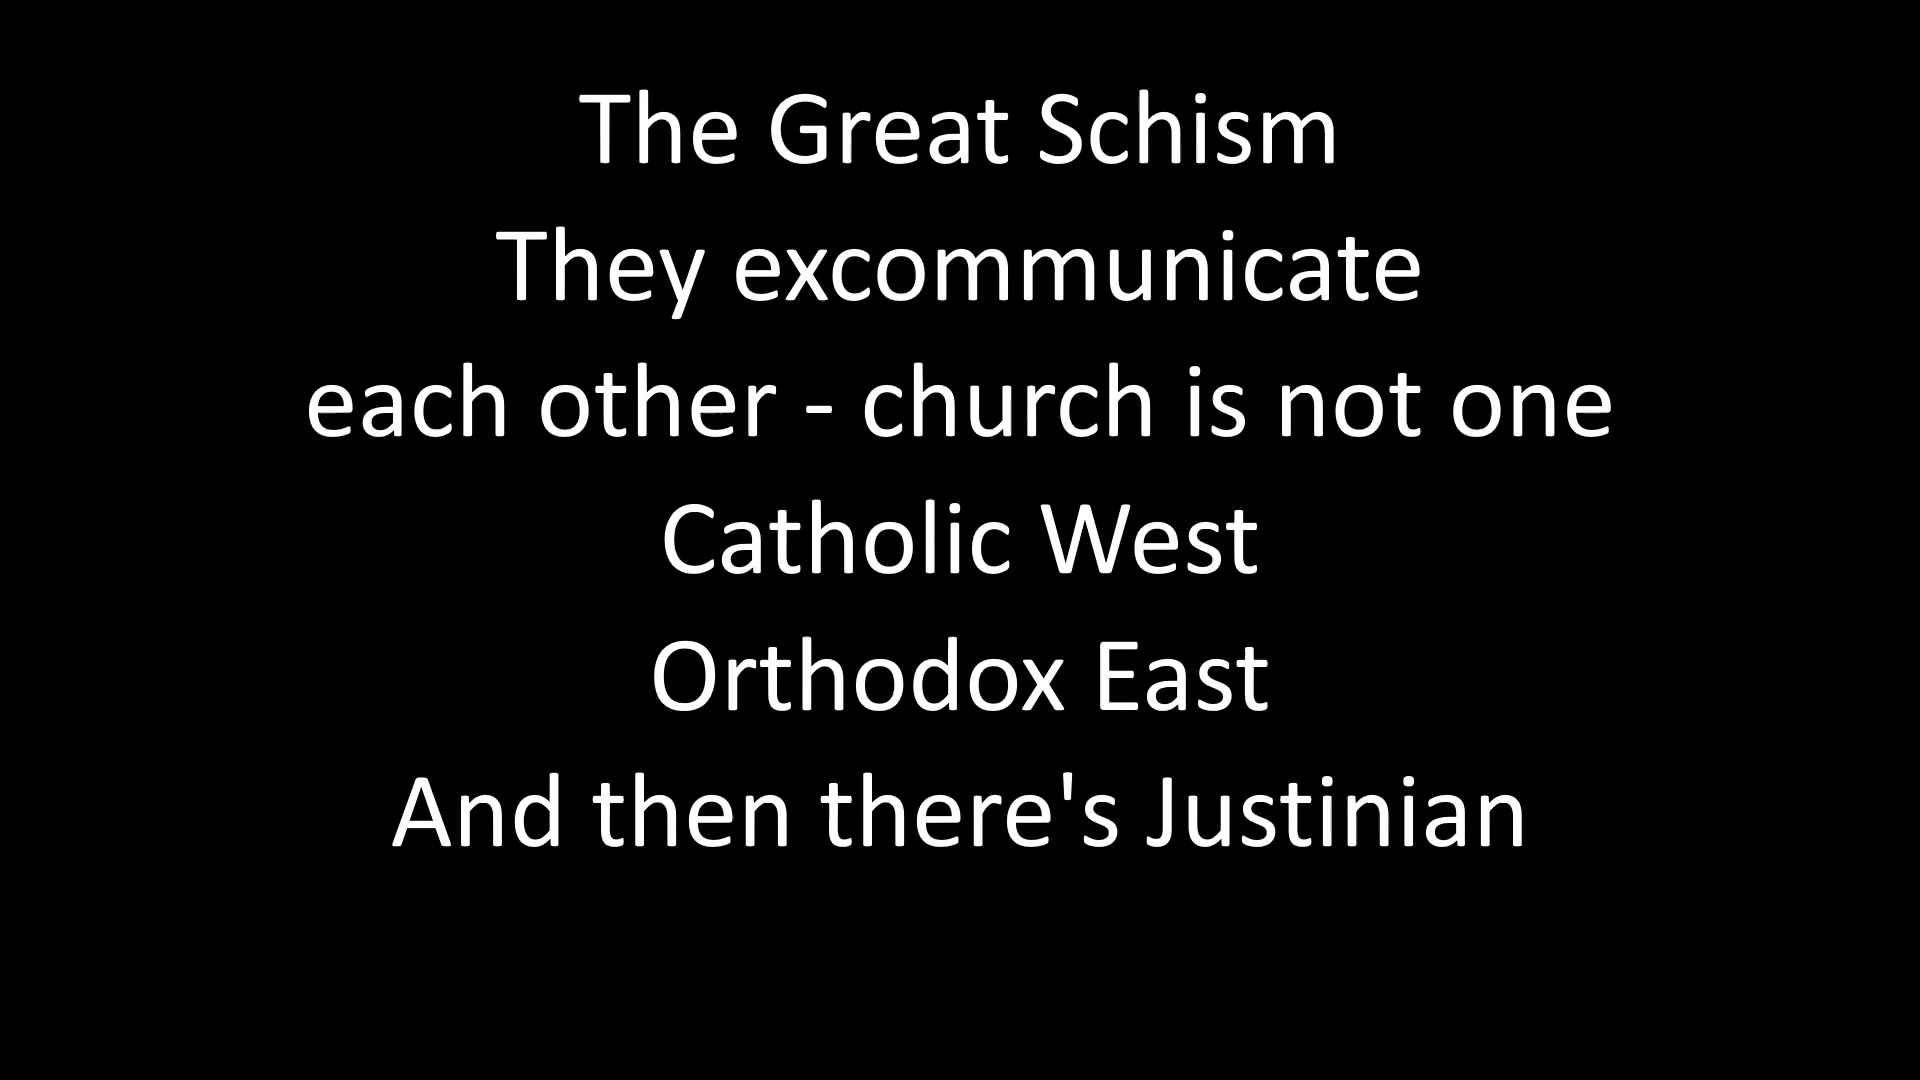 The Great Schism
They excommunicate
each other - church is not one
Catholic West
Orthodox East
And then there's Justinian